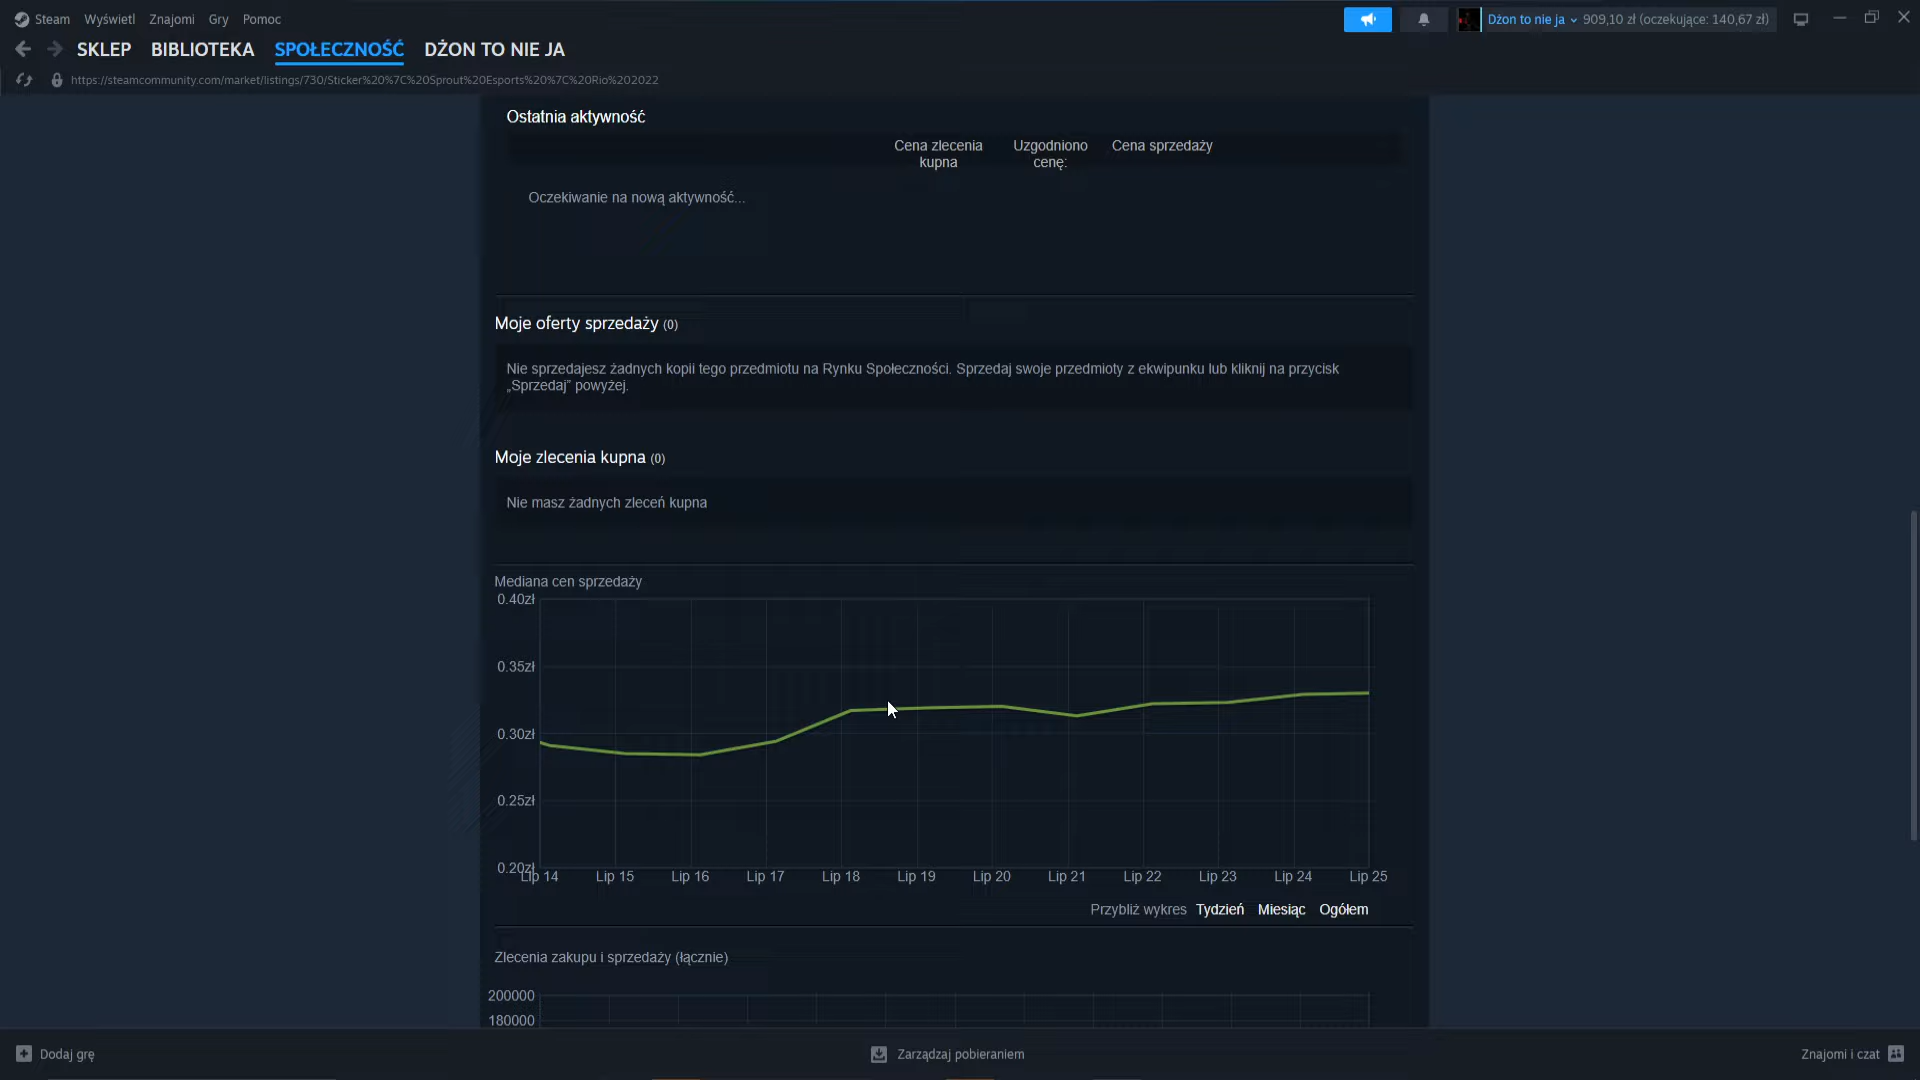 Steam Wyświetl Znajomi Gry Pomoc
Dżon to nie ja 909,10 zł (oczekujące: 140,67 zł)
SKLEP BIBLIOTEKA SPOŁECZNOŚĆ DŻON TO NIE JA
https://steamcommunity.com/market/listings/730/Sticker%20%7C%20Sprout%20Esports%20%7C%20Rio%202022
Ostatnia aktywność
Cena zlecenia kupna
Uzgodniono cenę:
Cena sprzedaży
Oczekiwanie na nową aktywność...
Moje oferty sprzedaży (0)
Nie sprzedajesz żadnych kopii tego przedmiotu na Rynku Społeczności. Sprzedaj swoje przedmioty z ekwipunku lub kliknij na przycisk
„Sprzedaj” powyżej.
Moje zlecenia kupna (0)
Nie masz żadnych zleceń kupna
Mediana cen sprzedaży
0.40zł
0.35zł
0.30zł
0.25zł
0.20zł
Lip 14 Lip 15 Lip 16 Lip 17 Lip 18 Lip 19 Lip 20 Lip 21 Lip 22 Lip 23 Lip 24 Lip 25
Przybliż wykres Tydzień Miesiąc Ogółem
Zlecenia zakupu i sprzedaży (łącznie)
200000
180000
Dodaj grę
Zarządzaj pobieraniem
Znajomi i czat